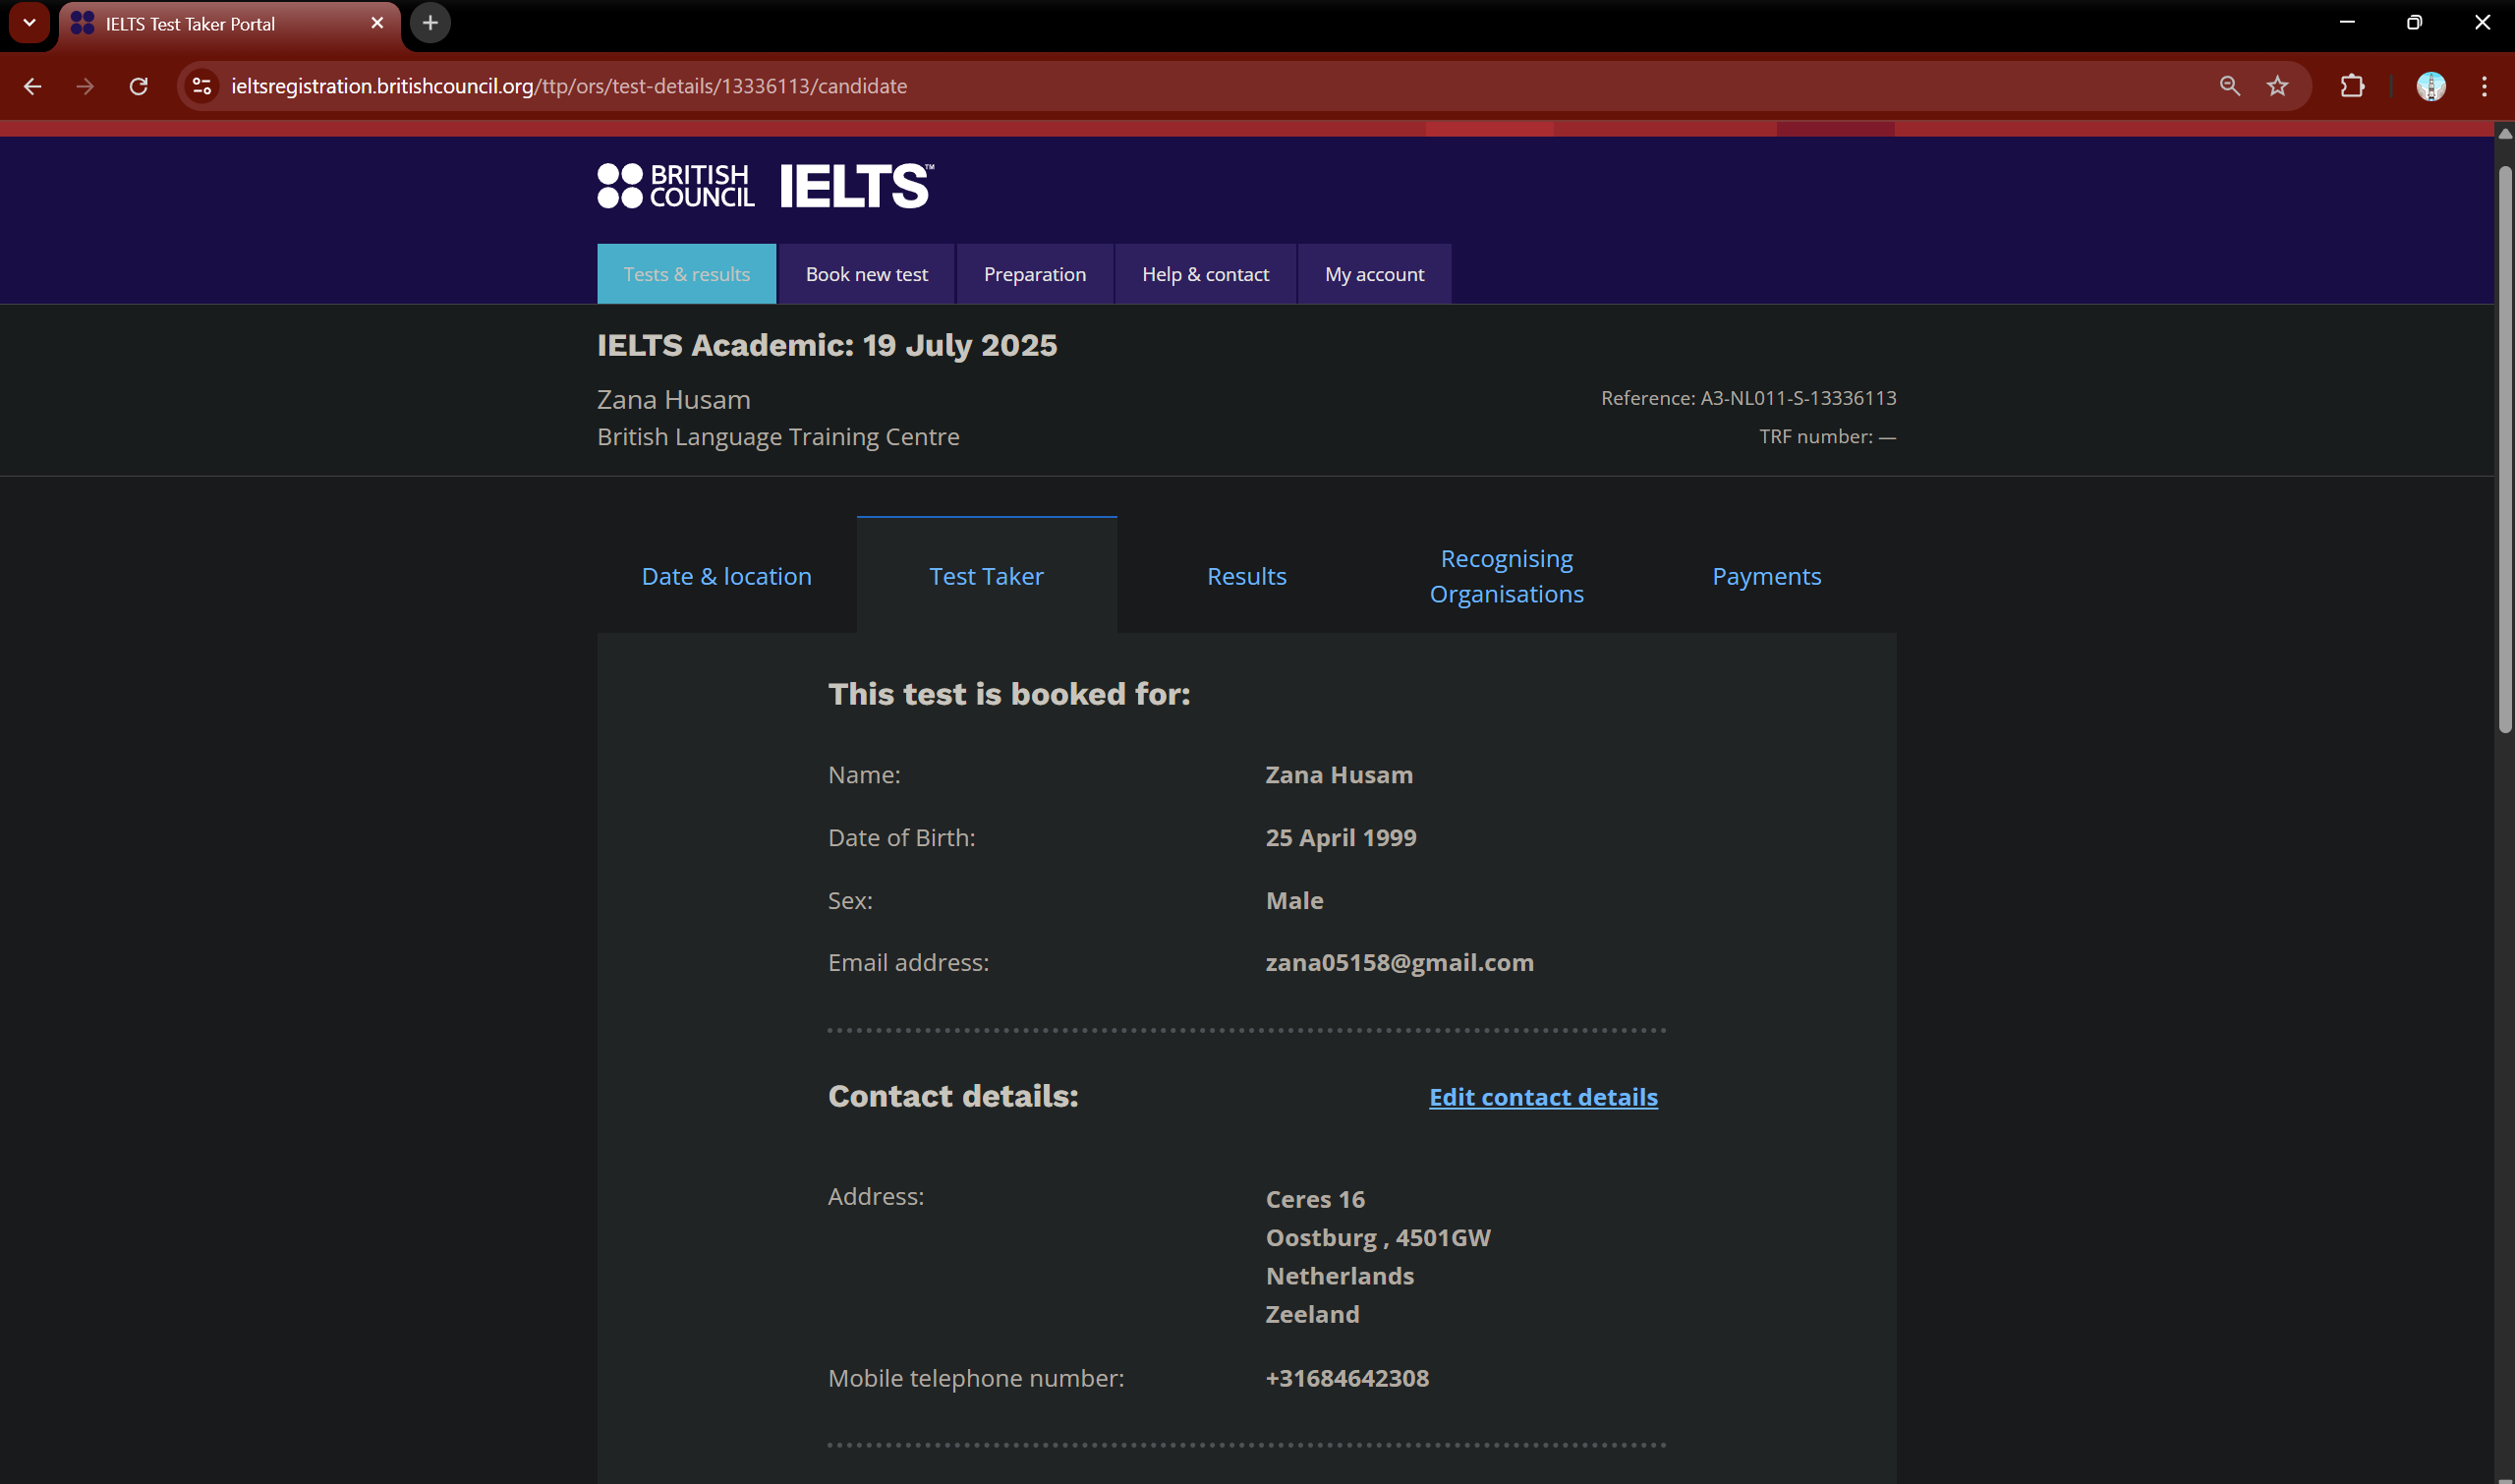 IELTS Test Taker Portal
ieltsregistration.britishcouncil.org/ttp/ors/test-details/13336113/candidate
BRITISH
COUNCIL
IELTS™
Tests & results
Book new test
Preparation
Help & contact
My account
IELTS Academic: 19 July 2025
Zana Husam
Reference: A3-NL011-S-13336113
British Language Training Centre
TRF number: —
Date & location
Test Taker
Results
Recognising
Organisations
Payments
This test is booked for:
Name: Zana Husam
Date of Birth: 25 April 1999
Sex: Male
Email address: zana05158@gmail.com
Contact details: Edit contact details
Address: Ceres 16
Oostburg , 4501GW
Netherlands
Zeeland
Mobile telephone number: +31684642308